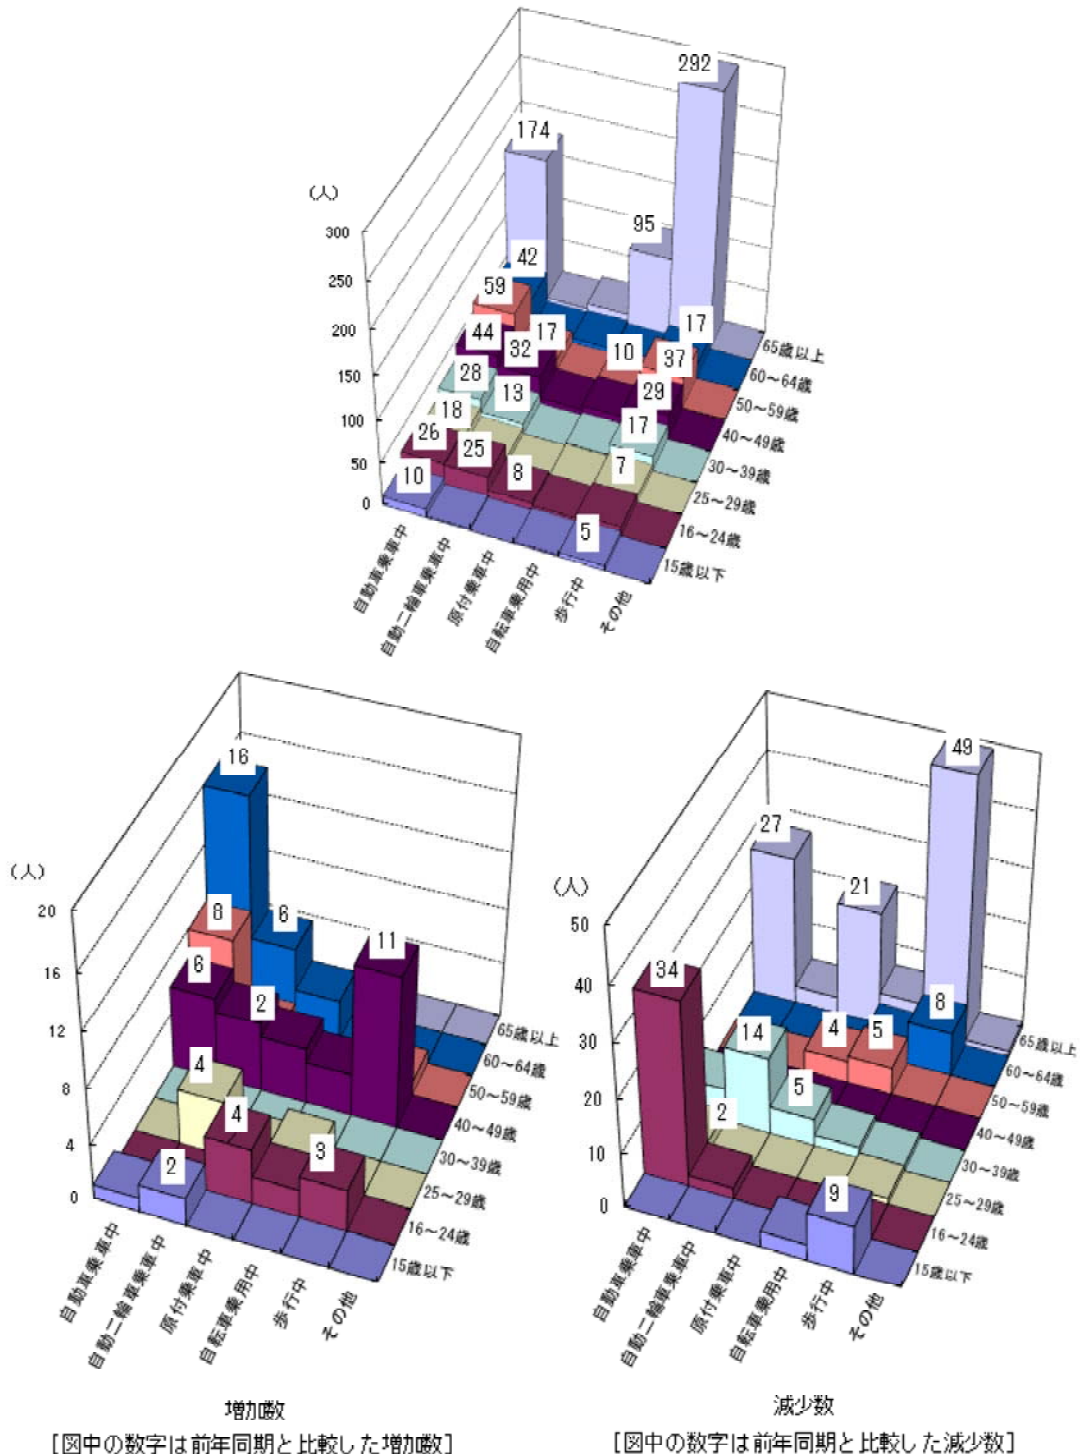 292
174
(人)
95
300
42
250
59
17
200
44
17
10
37
65歳以上
32
60～64歳
150
28
29
50～59歳
13
100
18
17
40～49歳
26
25
30～39歳
50
8
7
25～29歳
10
0
5
16～24歳
15歳以下
自動車乗車中
自動二輪車乗車中
原付乗車中
自転車乗用中
歩行中
その他
16
(人)
20
8
6
11
16
6
2
12
65歳以上
8
4
60～64歳
4
50～59歳
4
3
40～49歳
2
30～39歳
0
25～29歳
16～24歳
15歳以下
自動車乗車中
自動二輪車乗車中
原付乗車中
自転車乗用中
歩行中
その他
増加数
[図中の数字は前年同期と比較した増加数]
49
27
(人)
21
50
34
40
8
4
5
30
14
65歳以上
5
60～64歳
20
2
50～59歳
40～49歳
10
9
30～39歳
0
25～29歳
16～24歳
15歳以下
自動車乗車中
自動二輪車乗車中
原付乗車中
自転車乗用中
歩行中
その他
減少数
[図中の数字は前年同期と比較した減少数]